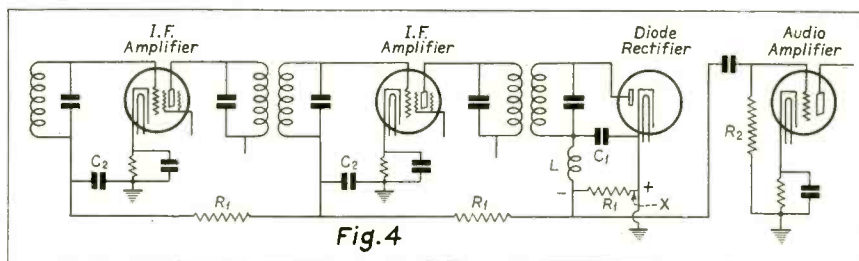 I.F.
Amplifier
I.F.
Amplifier
Diode
Rectifier
Audio
Amplifier
C2
C2
L
C1
R2
R1
R1
- R1 +
X
Fig.4